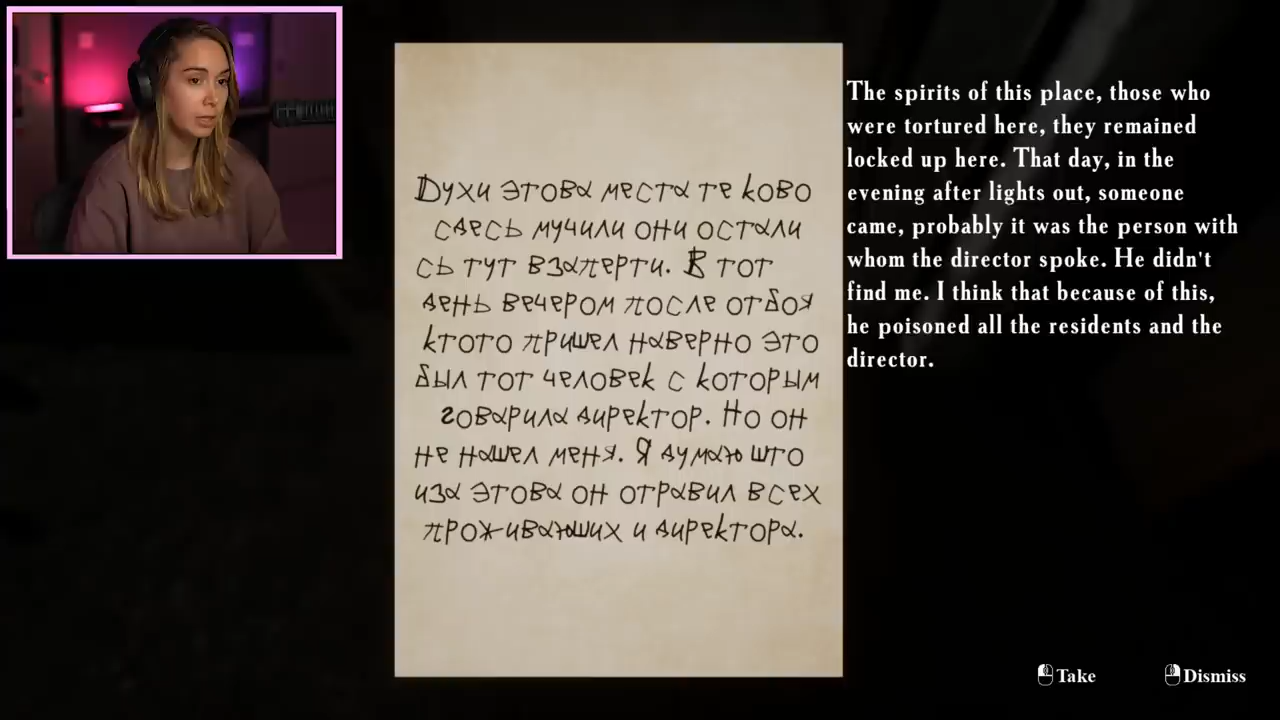 Духи этова места те ково
сдесь мучили они остали
сь тут взаперти. В тот
день вечером после отбоя
ктото пришел наверно это
был тот человек с которым
говарила директор. Но он
не нашел меня. Я думаю што
иза этова он отравил всех
проживаюших и директора.
The spirits of this place, those who
were tortured here, they remained
locked up here. That day, in the
evening after lights out, someone
came, probably it was the person with
whom the director spoke. He didn't
find me. I think that because of this,
he poisoned all the residents and the
director.
Take
Dismiss